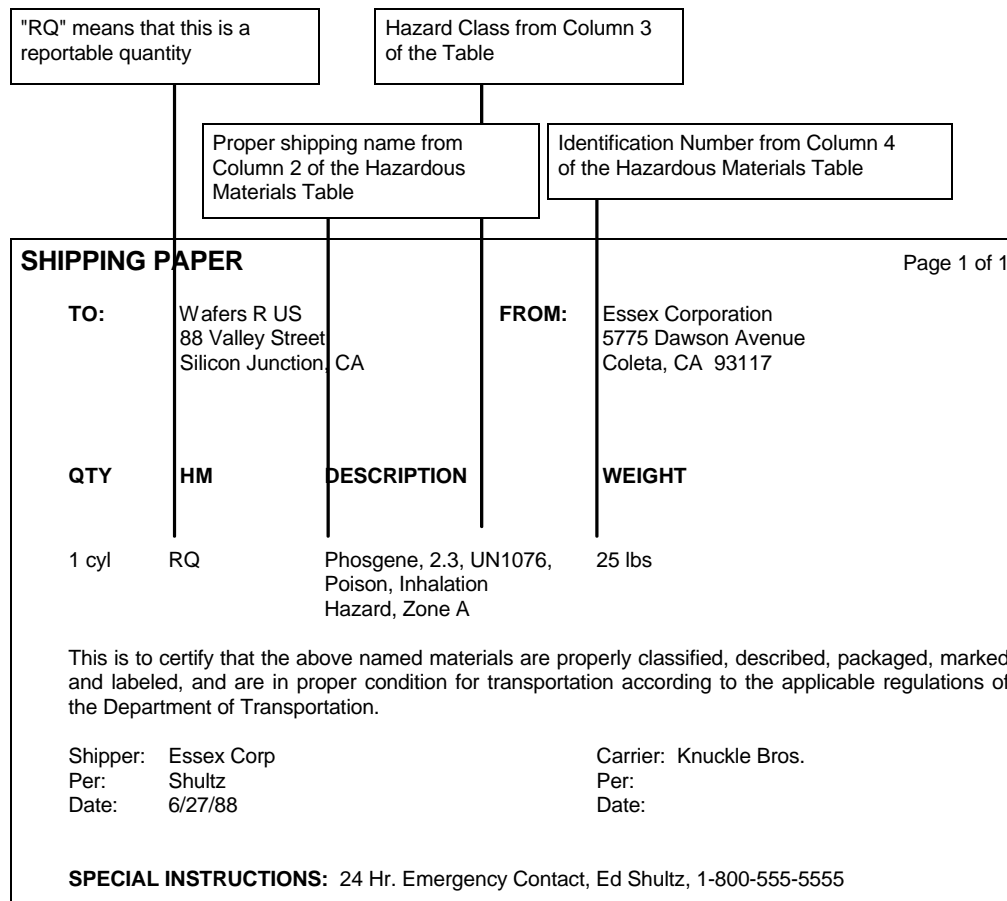 "RQ" means that this is a
reportable quantity
Hazard Class from Column 3
of the Table
Proper shipping name from
Column 2 of the Hazardous
Materials Table
Identification Number from Column 4
of the Hazardous Materials Table
SHIPPING PAPER Page 1 of 1
TO: Wafers R US FROM: Essex Corporation
88 Valley Street 5775 Dawson Avenue
Silicon Junction, CA Coleta, CA 93117
QTY HM DESCRIPTION WEIGHT
1 cyl RQ Phosgene, 2.3, UN1076, 25 lbs
Poison, Inhalation
Hazard, Zone A
This is to certify that the above named materials are properly classified, described, packaged, marked
and labeled, and are in proper condition for transportation according to the applicable regulations of
the Department of Transportation.
Shipper: Essex Corp Carrier: Knuckle Bros.
Per: Shultz Per:
Date: 6/27/88 Date:
SPECIAL INSTRUCTIONS: 24 Hr. Emergency Contact, Ed Shultz, 1-800-555-5555